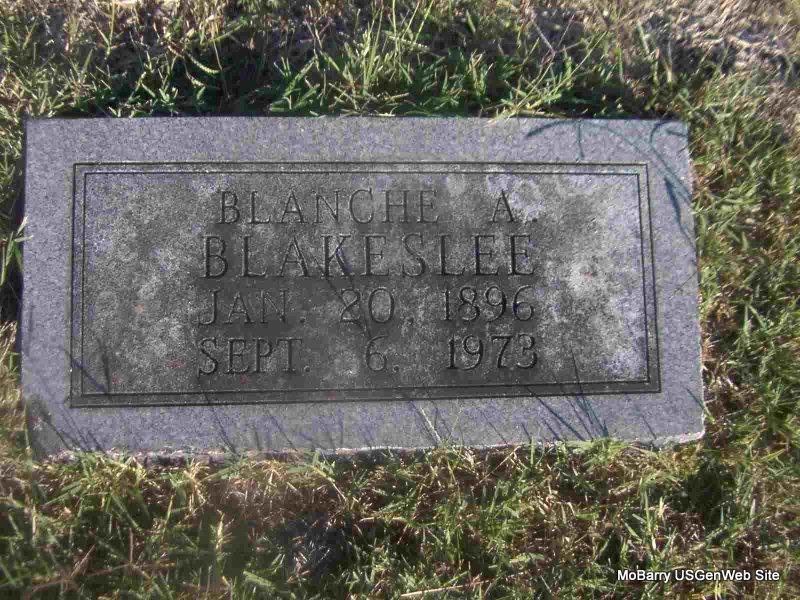 BLANCHE A.
BLAKESLEE
JAN. 20, 1896
SEPT. 6. 1973
MoBarry USGenWeb Site